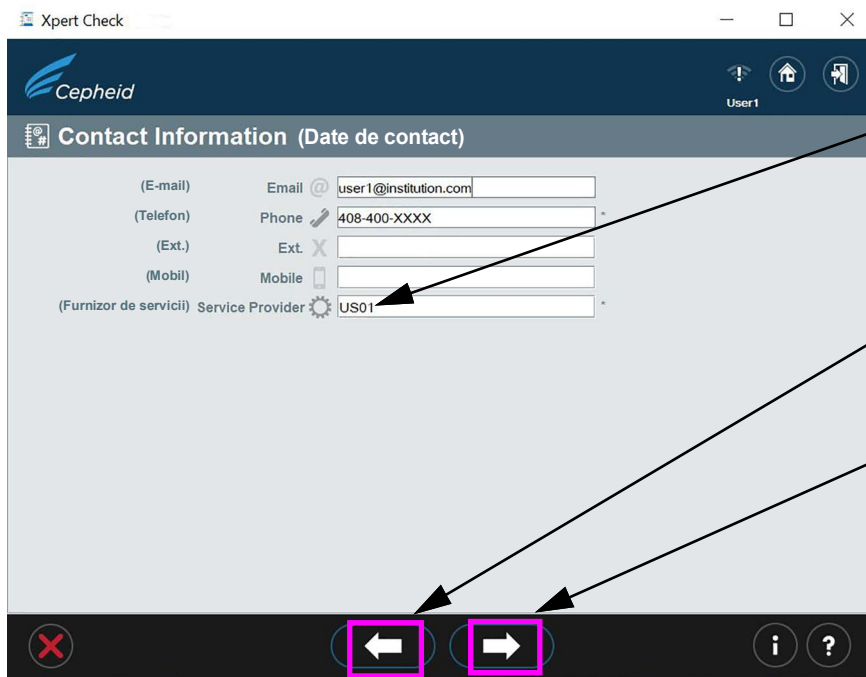 Xpert Check
Cepheid
User1
Contact Information (Date de contact)
(E-mail) Email @ user1@institution.com
(Telefon) Phone 408-400-XXXX *
(Ext.) Ext. X
(Mobil) Mobile
(Furnizor de servicii) Service Provider US01 *
i ?